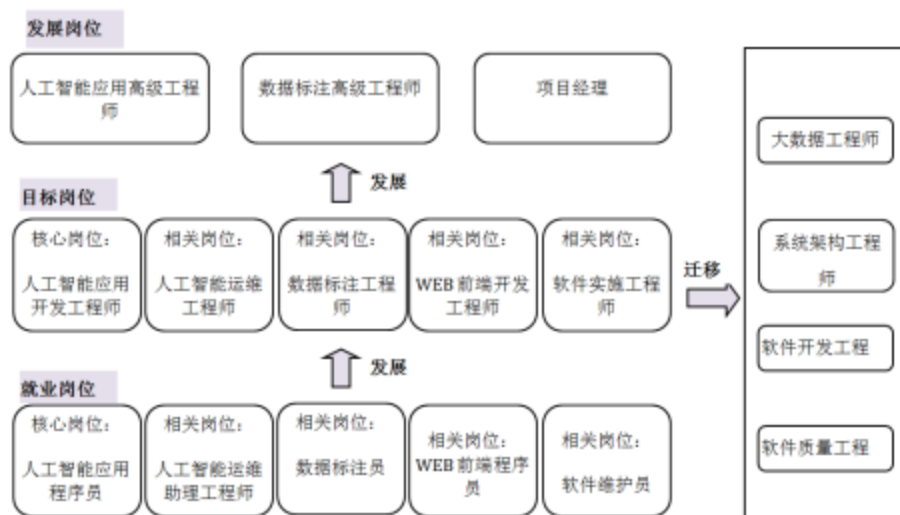 发展岗位
人工智能应用高级工程
师
数据标注高级工程师
项目经理
发展
目标岗位
核心岗位：
人工智能应用
开发工程师
相关岗位：
人工智能运维
工程师
相关岗位：
数据标注工程
师
相关岗位：
WEB前端开发
工程师
相关岗位：
软件实施工程
师
发展
就业岗位
核心岗位：
人工智能应用
程序员
相关岗位：
人工智能运维
助理工程师
相关岗位：
数据标注员
相关岗位：
WEB前端程序
员
相关岗位：
软件维护员
迁移
大数据工程师
系统架构工程
师
软件开发工程
软件质量工程